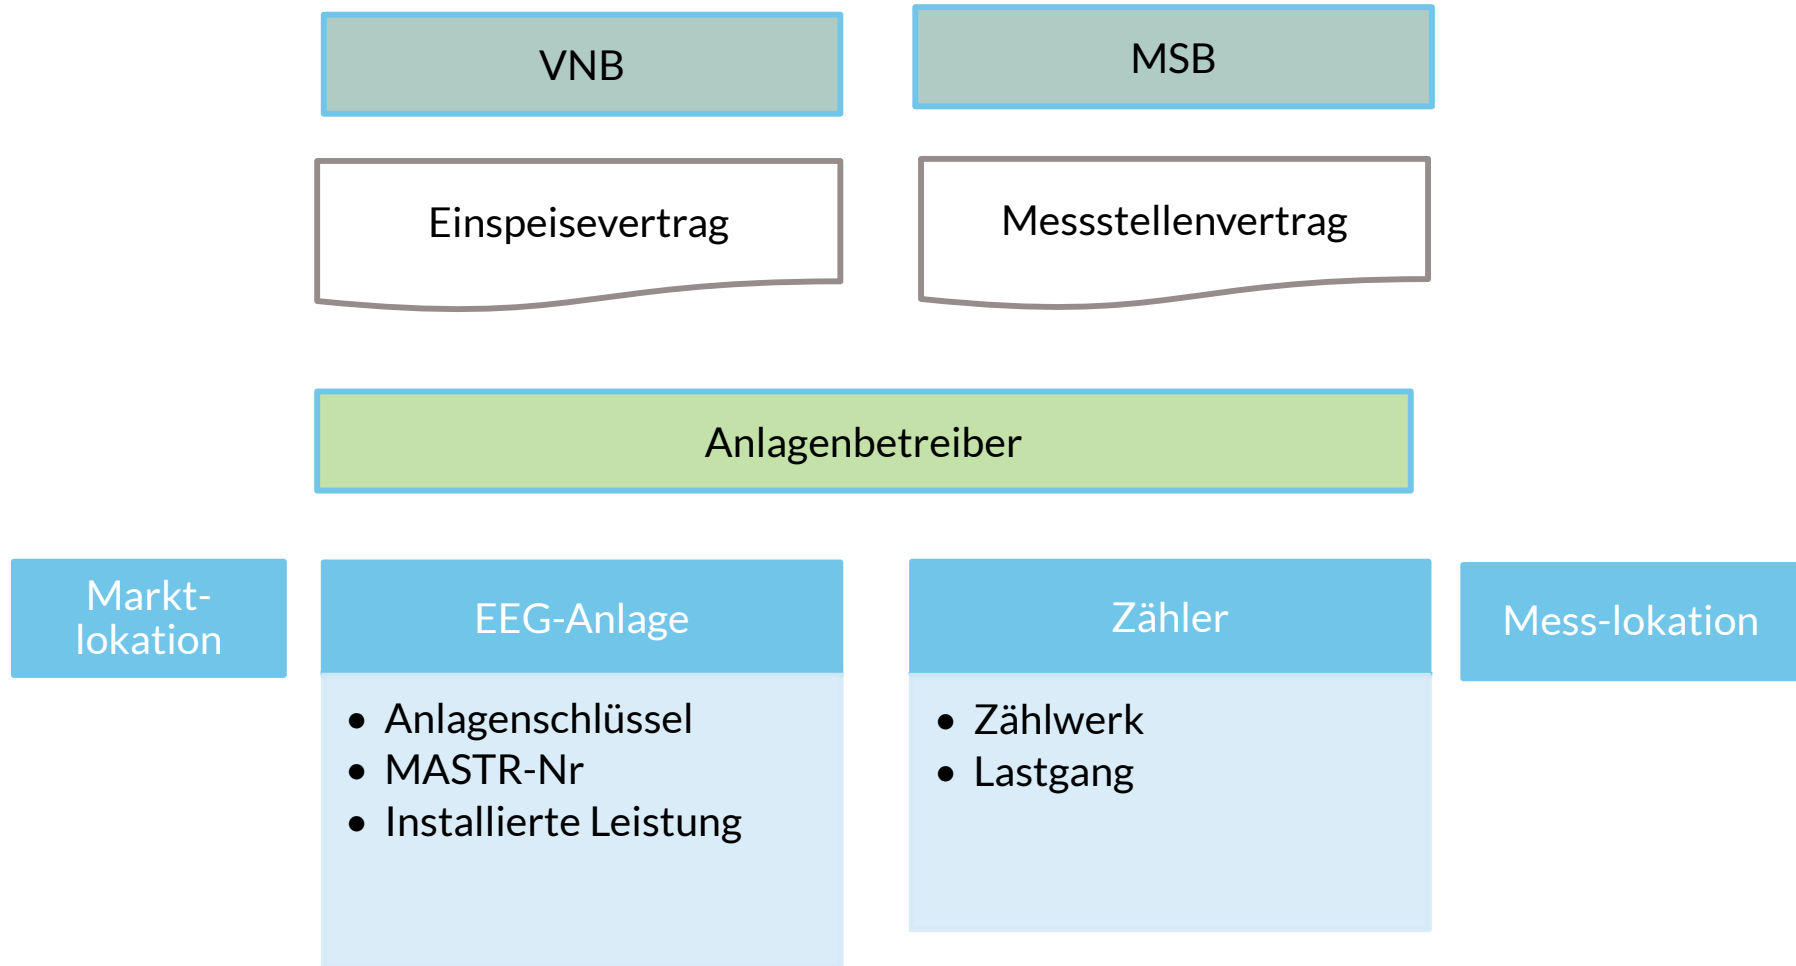 VNB
MSB
Einspeisevertrag
Messstellenvertrag
Anlagenbetreiber
Markt-
lokation
EEG-Anlage
Zähler
Mess-lokation
• Anlagenschlüssel
• MASTR-Nr
• Installierte Leistung
• Zählwerk
• Lastgang